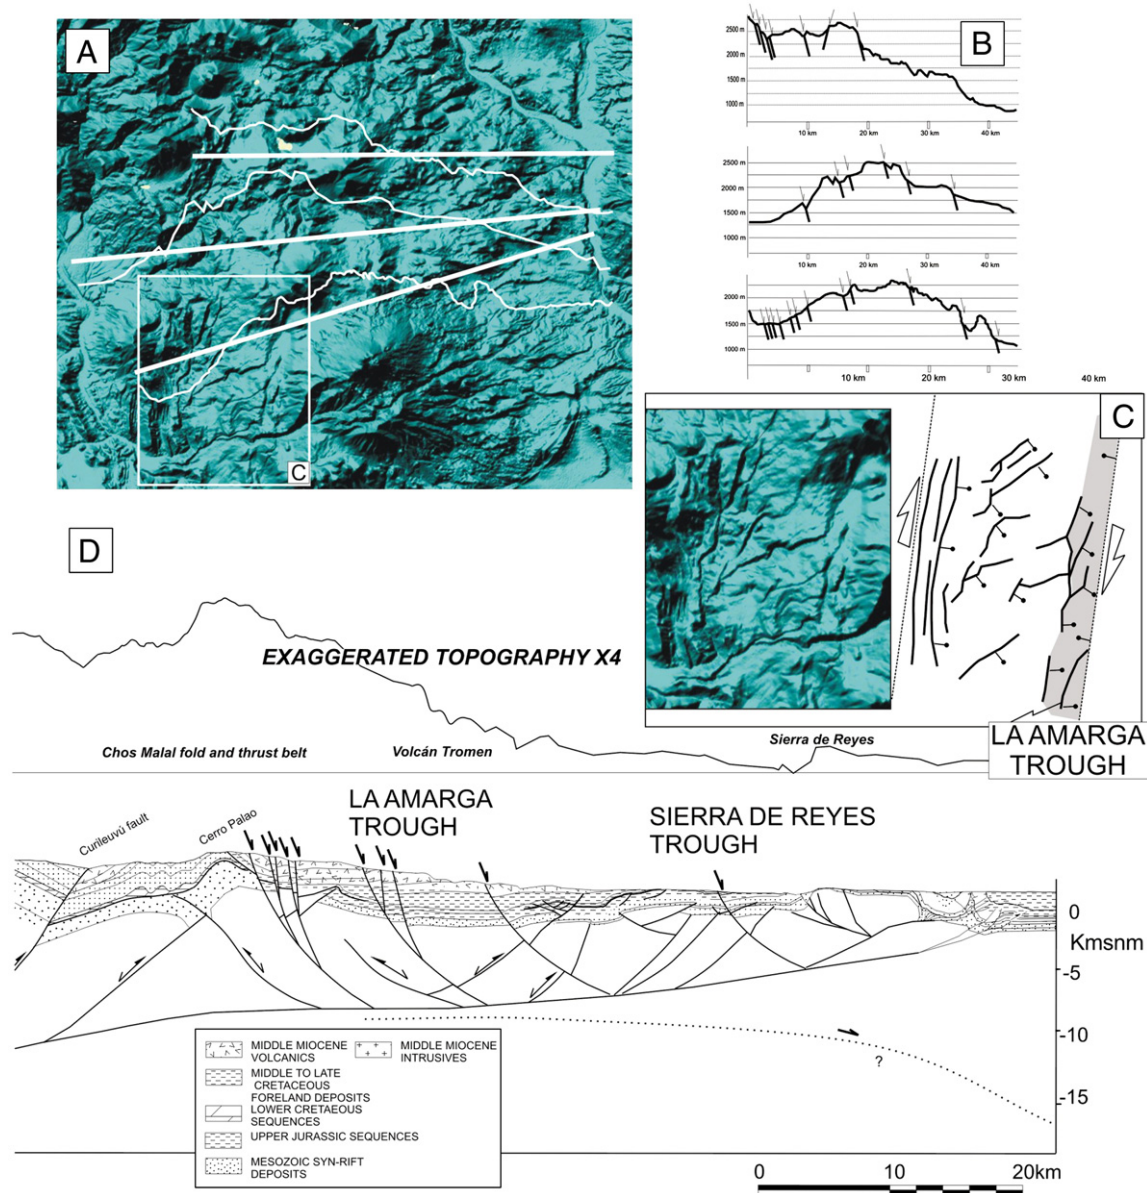 A
B
2500 m
2000 m
1500 m
1000 m
10 km
20 km
30 km
40 km
2500 m
2000 m
1500 m
1000 m
10 km
20 km
30 km
40 km
2000 m
1500 m
1000 m
10 km
20 km
30 km
40 km
C
C
D
EXAGGERATED TOPOGRAPHY X4
Chos Malal fold and thrust belt
Volcán Tromen
Sierra de Reyes
LA AMARGA
TROUGH
LA AMARGA
TROUGH
SIERRA DE REYES
TROUGH
Curileuvú fault
Cerro Palao
0
Kmsnm
-5
-10
-15
?
MIDDLE MIOCENE
VOLCANICS
MIDDLE MIOCENE
INTRUSIVES
MIDDLE TO LATE
CRETACEOUS
FORELAND DEPOSITS
LOWER CRETAEOUS
SEQUENCES
UPPER JURASSIC SEQUENCES
MESOZOIC SYN-RIFT
DEPOSITS
0
10
20km